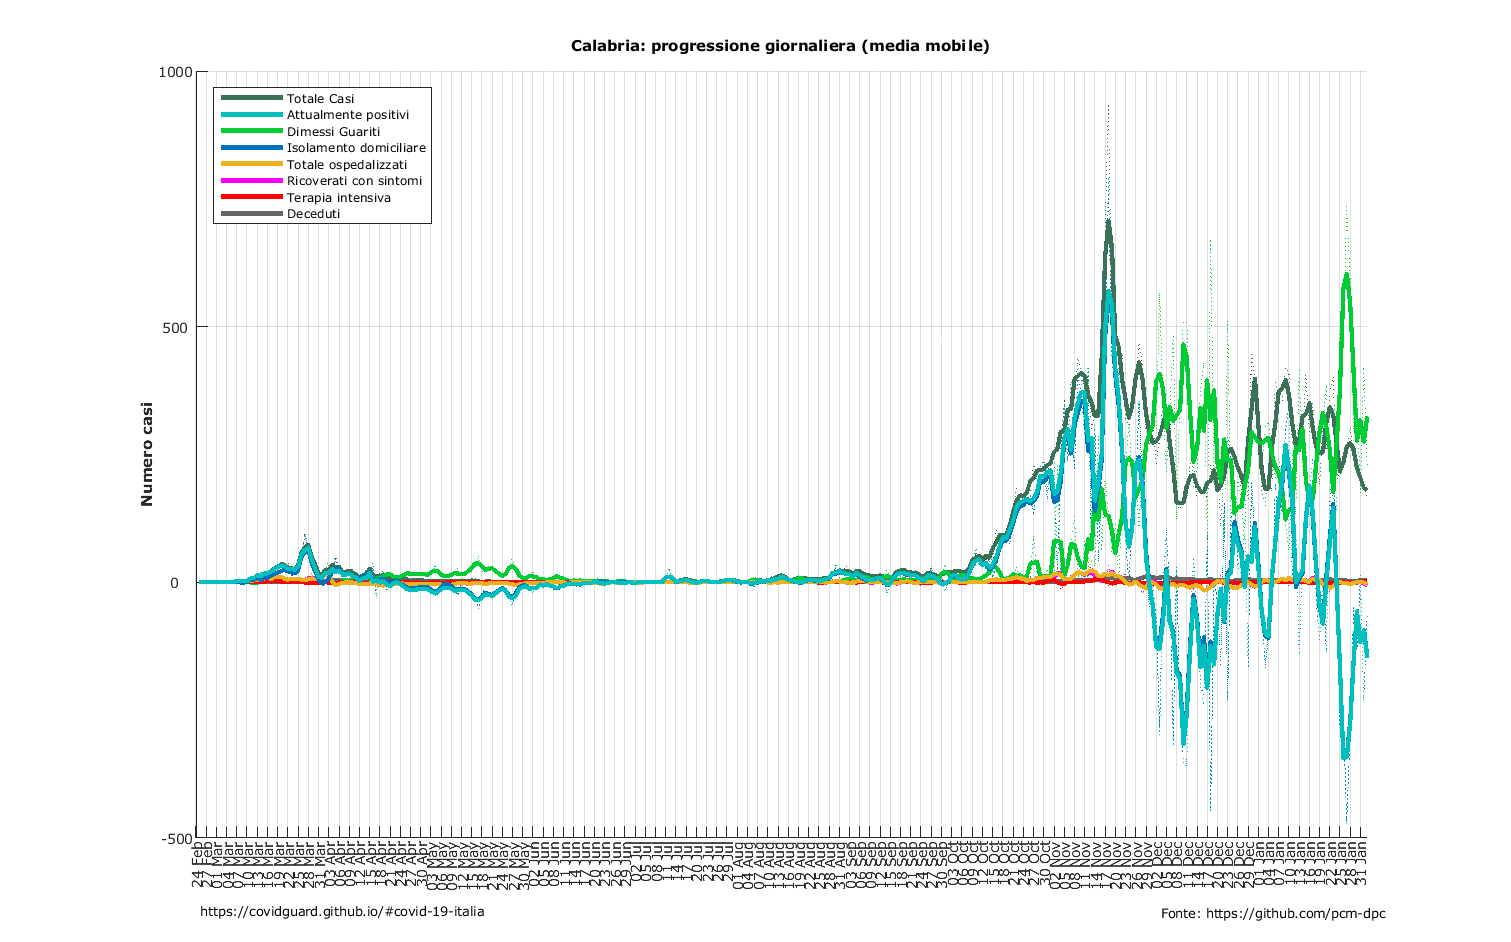 Calabria: progressione giornaliera (media mobile)
1000
500
0
-500
Numero casi
Totale Casi
Attualmente positivi
Dimessi Guariti
Isolamento domiciliare
Totale ospedalizzati
Ricoverati con sintomi
Terapia intensiva
Deceduti
24 Feb
27 Feb
01 Mar
04 Mar
07 Mar
10 Mar
13 Mar
16 Mar
19 Mar
22 Mar
25 Mar
28 Mar
31 Mar
03 Apr
06 Apr
09 Apr
12 Apr
15 Apr
18 Apr
21 Apr
24 Apr
27 Apr
30 Apr
03 May
06 May
09 May
12 May
15 May
18 May
21 May
24 May
27 May
30 May
02 Jun
05 Jun
08 Jun
11 Jun
14 Jun
17 Jun
20 Jun
23 Jun
26 Jun
29 Jun
02 Jul
05 Jul
08 Jul
11 Jul
14 Jul
17 Jul
20 Jul
23 Jul
26 Jul
29 Jul
01 Aug
04 Aug
07 Aug
10 Aug
13 Aug
16 Aug
19 Aug
22 Aug
25 Aug
28 Aug
31 Aug
03 Sep
06 Sep
09 Sep
12 Sep
15 Sep
18 Sep
21 Sep
24 Sep
27 Sep
30 Sep
03 Oct
06 Oct
09 Oct
12 Oct
15 Oct
18 Oct
21 Oct
24 Oct
27 Oct
30 Oct
02 Nov
05 Nov
08 Nov
11 Nov
14 Nov
17 Nov
20 Nov
23 Nov
26 Nov
29 Nov
02 Dec
05 Dec
08 Dec
11 Dec
14 Dec
17 Dec
20 Dec
23 Dec
26 Dec
29 Dec
01 Jan
04 Jan
07 Jan
10 Jan
13 Jan
16 Jan
19 Jan
22 Jan
25 Jan
28 Jan
31 Jan
https://covidguard.github.io/#covid-19-italia
Fonte: https://github.com/pcm-dpc